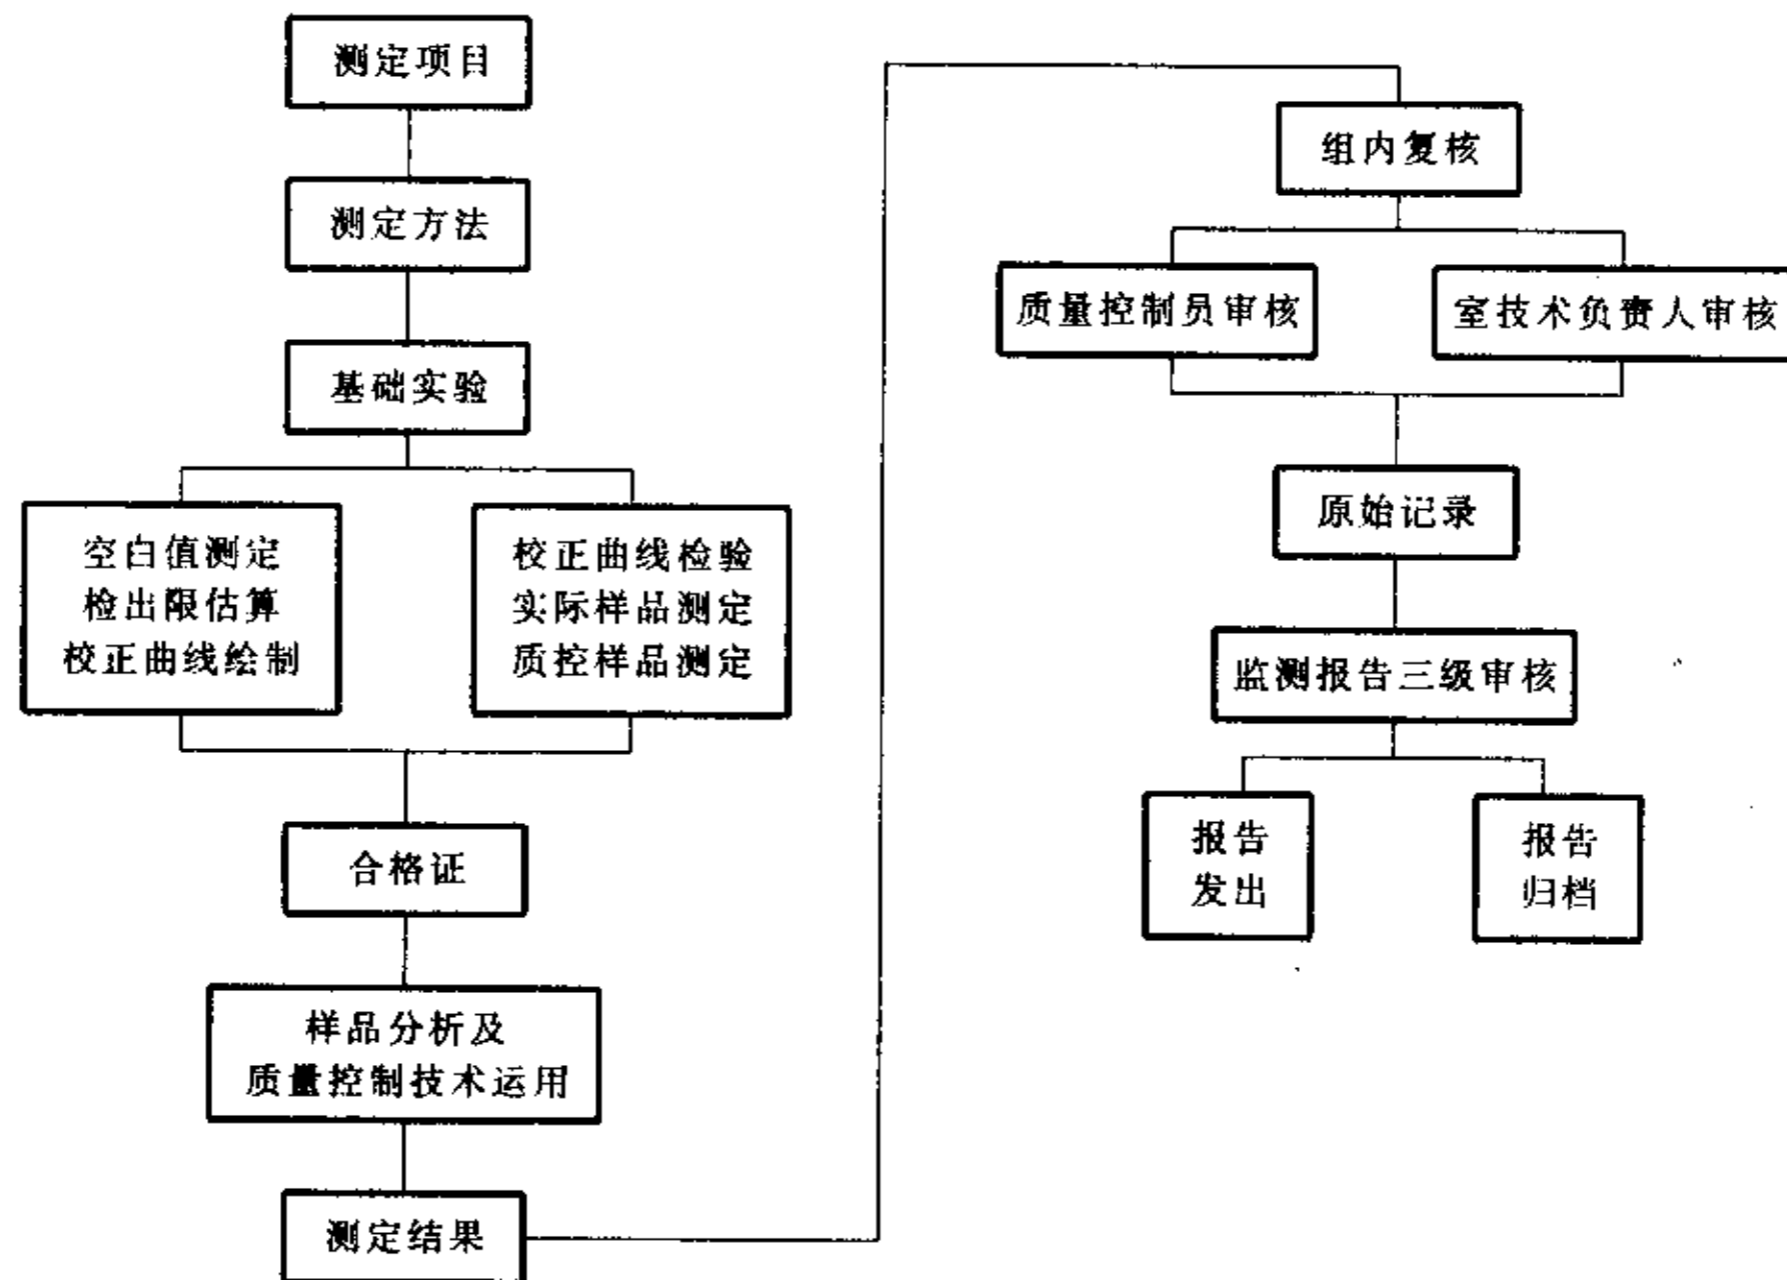 测定项目
测定方法
基础实验
空白值测定
检出限估算
校正曲线绘制
校正曲线检验
实际样品测定
质控样品测定
合格证
样品分析及
质量控制技术运用
测定结果
组内复核
质量控制员审核
室技术负责人审核
原始记录
监测报告三级审核
报告
发出
报告
归档